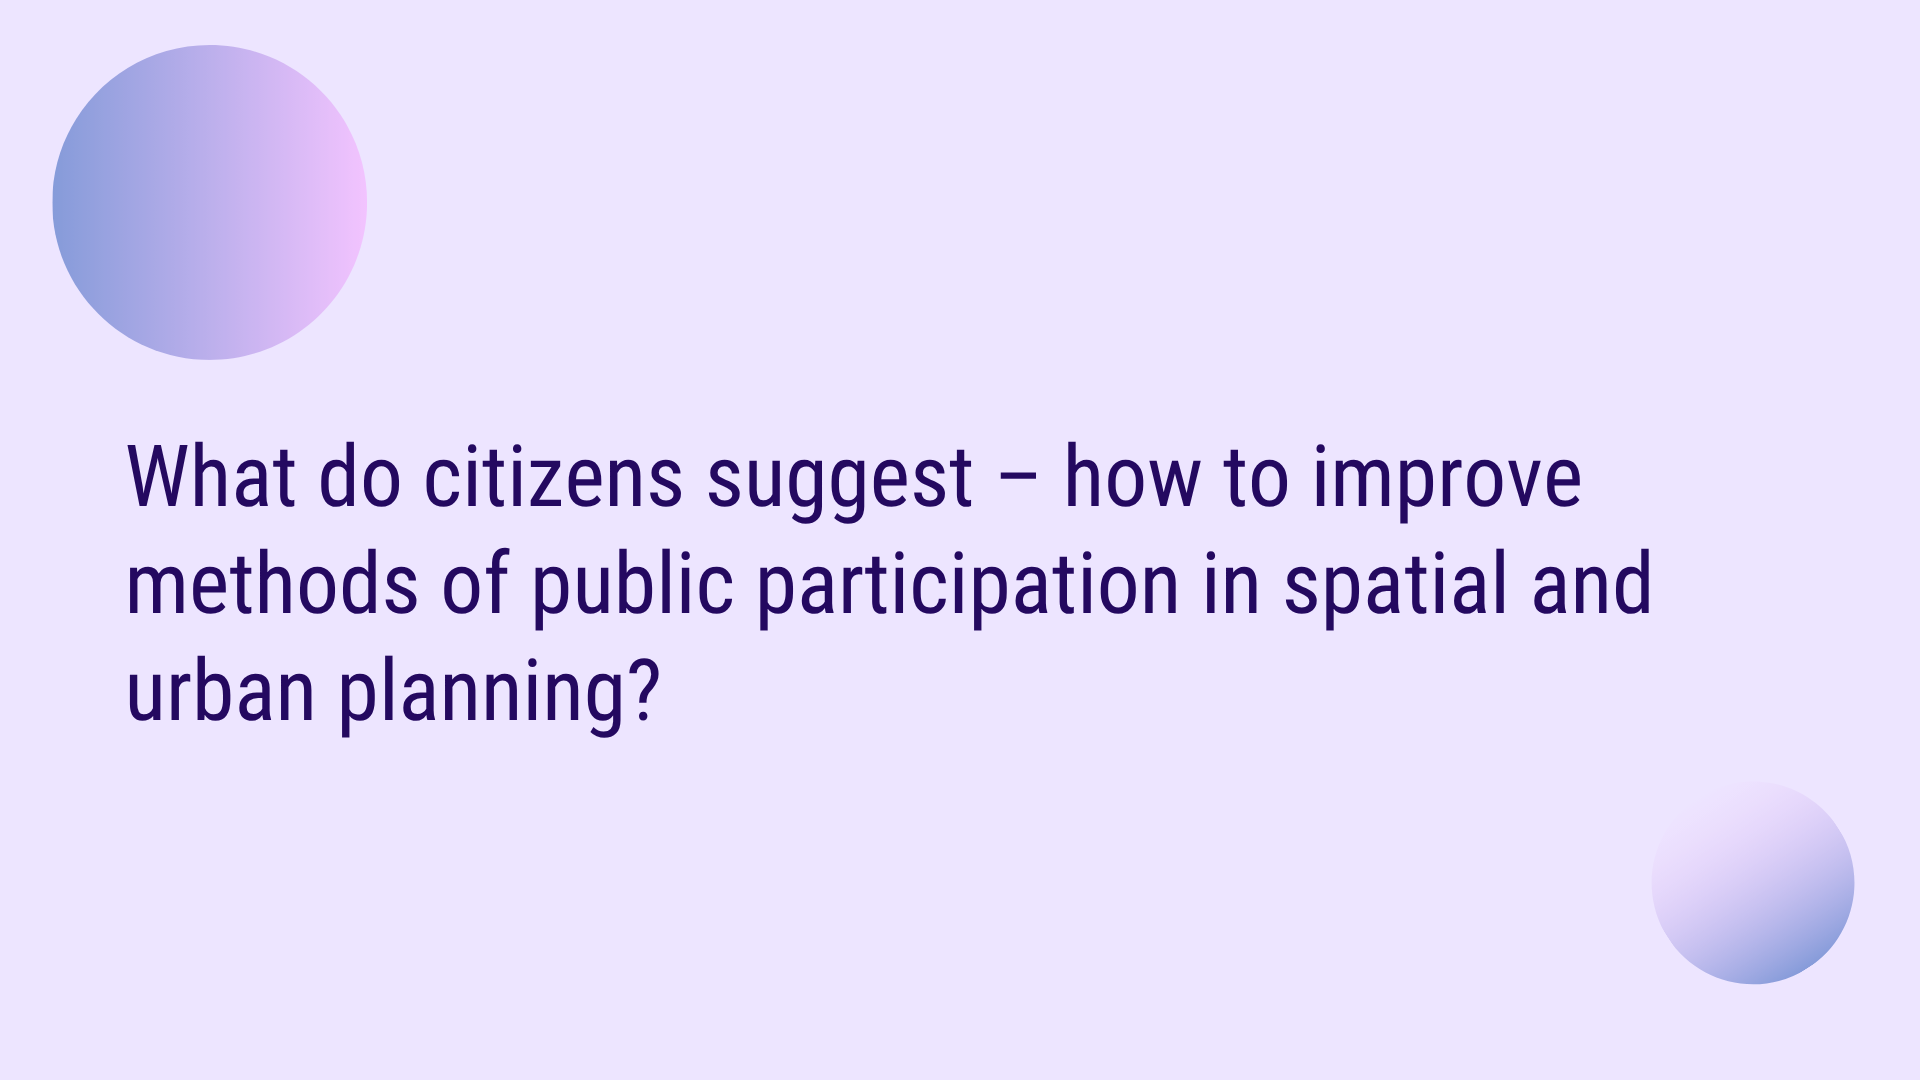 What do citizens suggest – how to improve
methods of public participation in spatial and
urban planning?